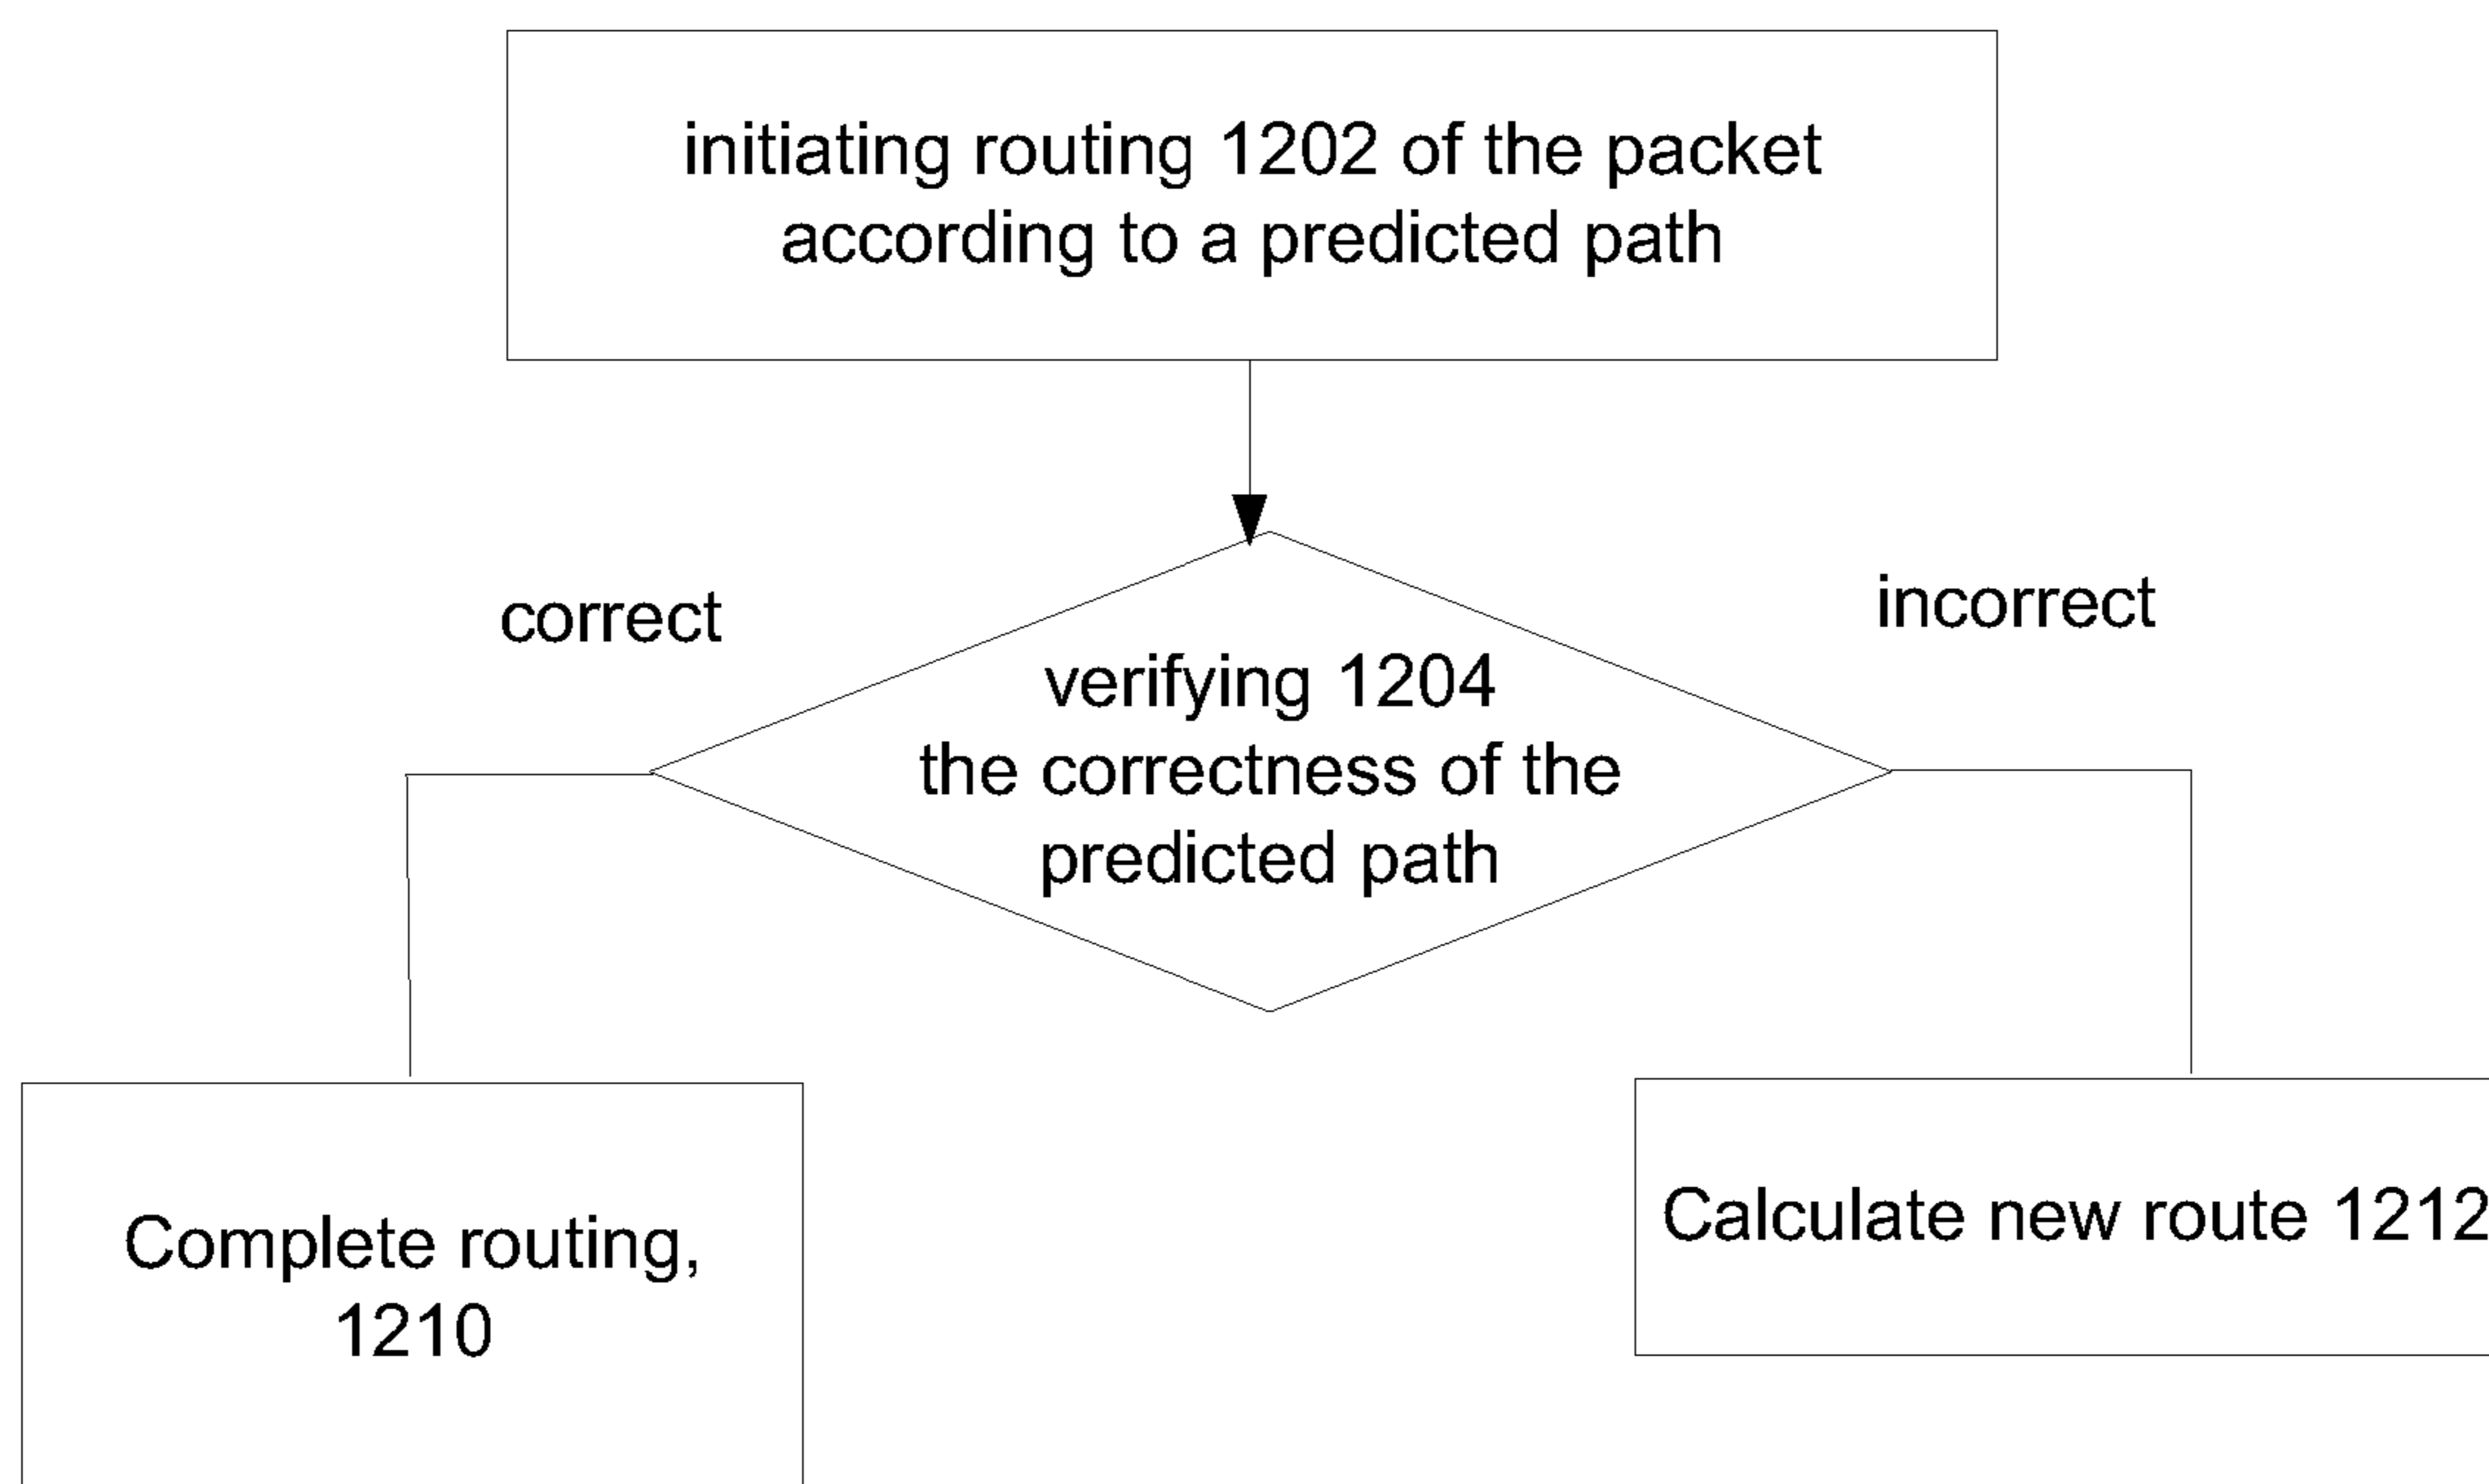 initiating routing 1202 of the packet
according to a predicted path
correct
incorrect
verifying 1204
the correctness of the
predicted path
Complete routing,
1210
Calculate new route 1212